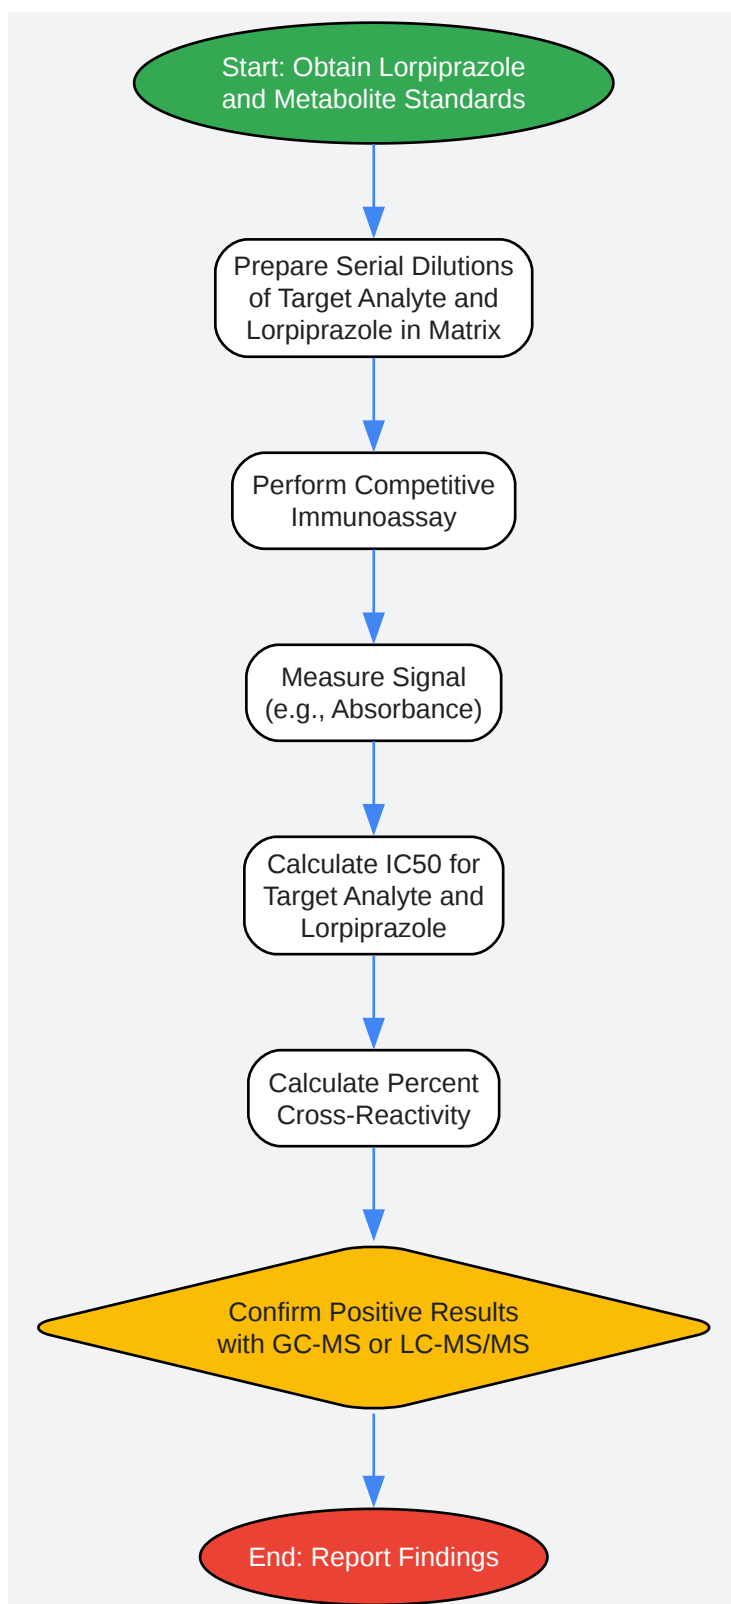 Start: Obtain Lorpiprazole
and Metabolite Standards
Prepare Serial Dilutions
of Target Analyte and
Lorpiprazole in Matrix
Perform Competitive
Immunoassay
Measure Signal
(e.g., Absorbance)
Calculate IC50 for
Target Analyte and
Lorpiprazole
Calculate Percent
Cross-Reactivity
Confirm Positive Results
with GC-MS or LC-MS/MS
End: Report Findings